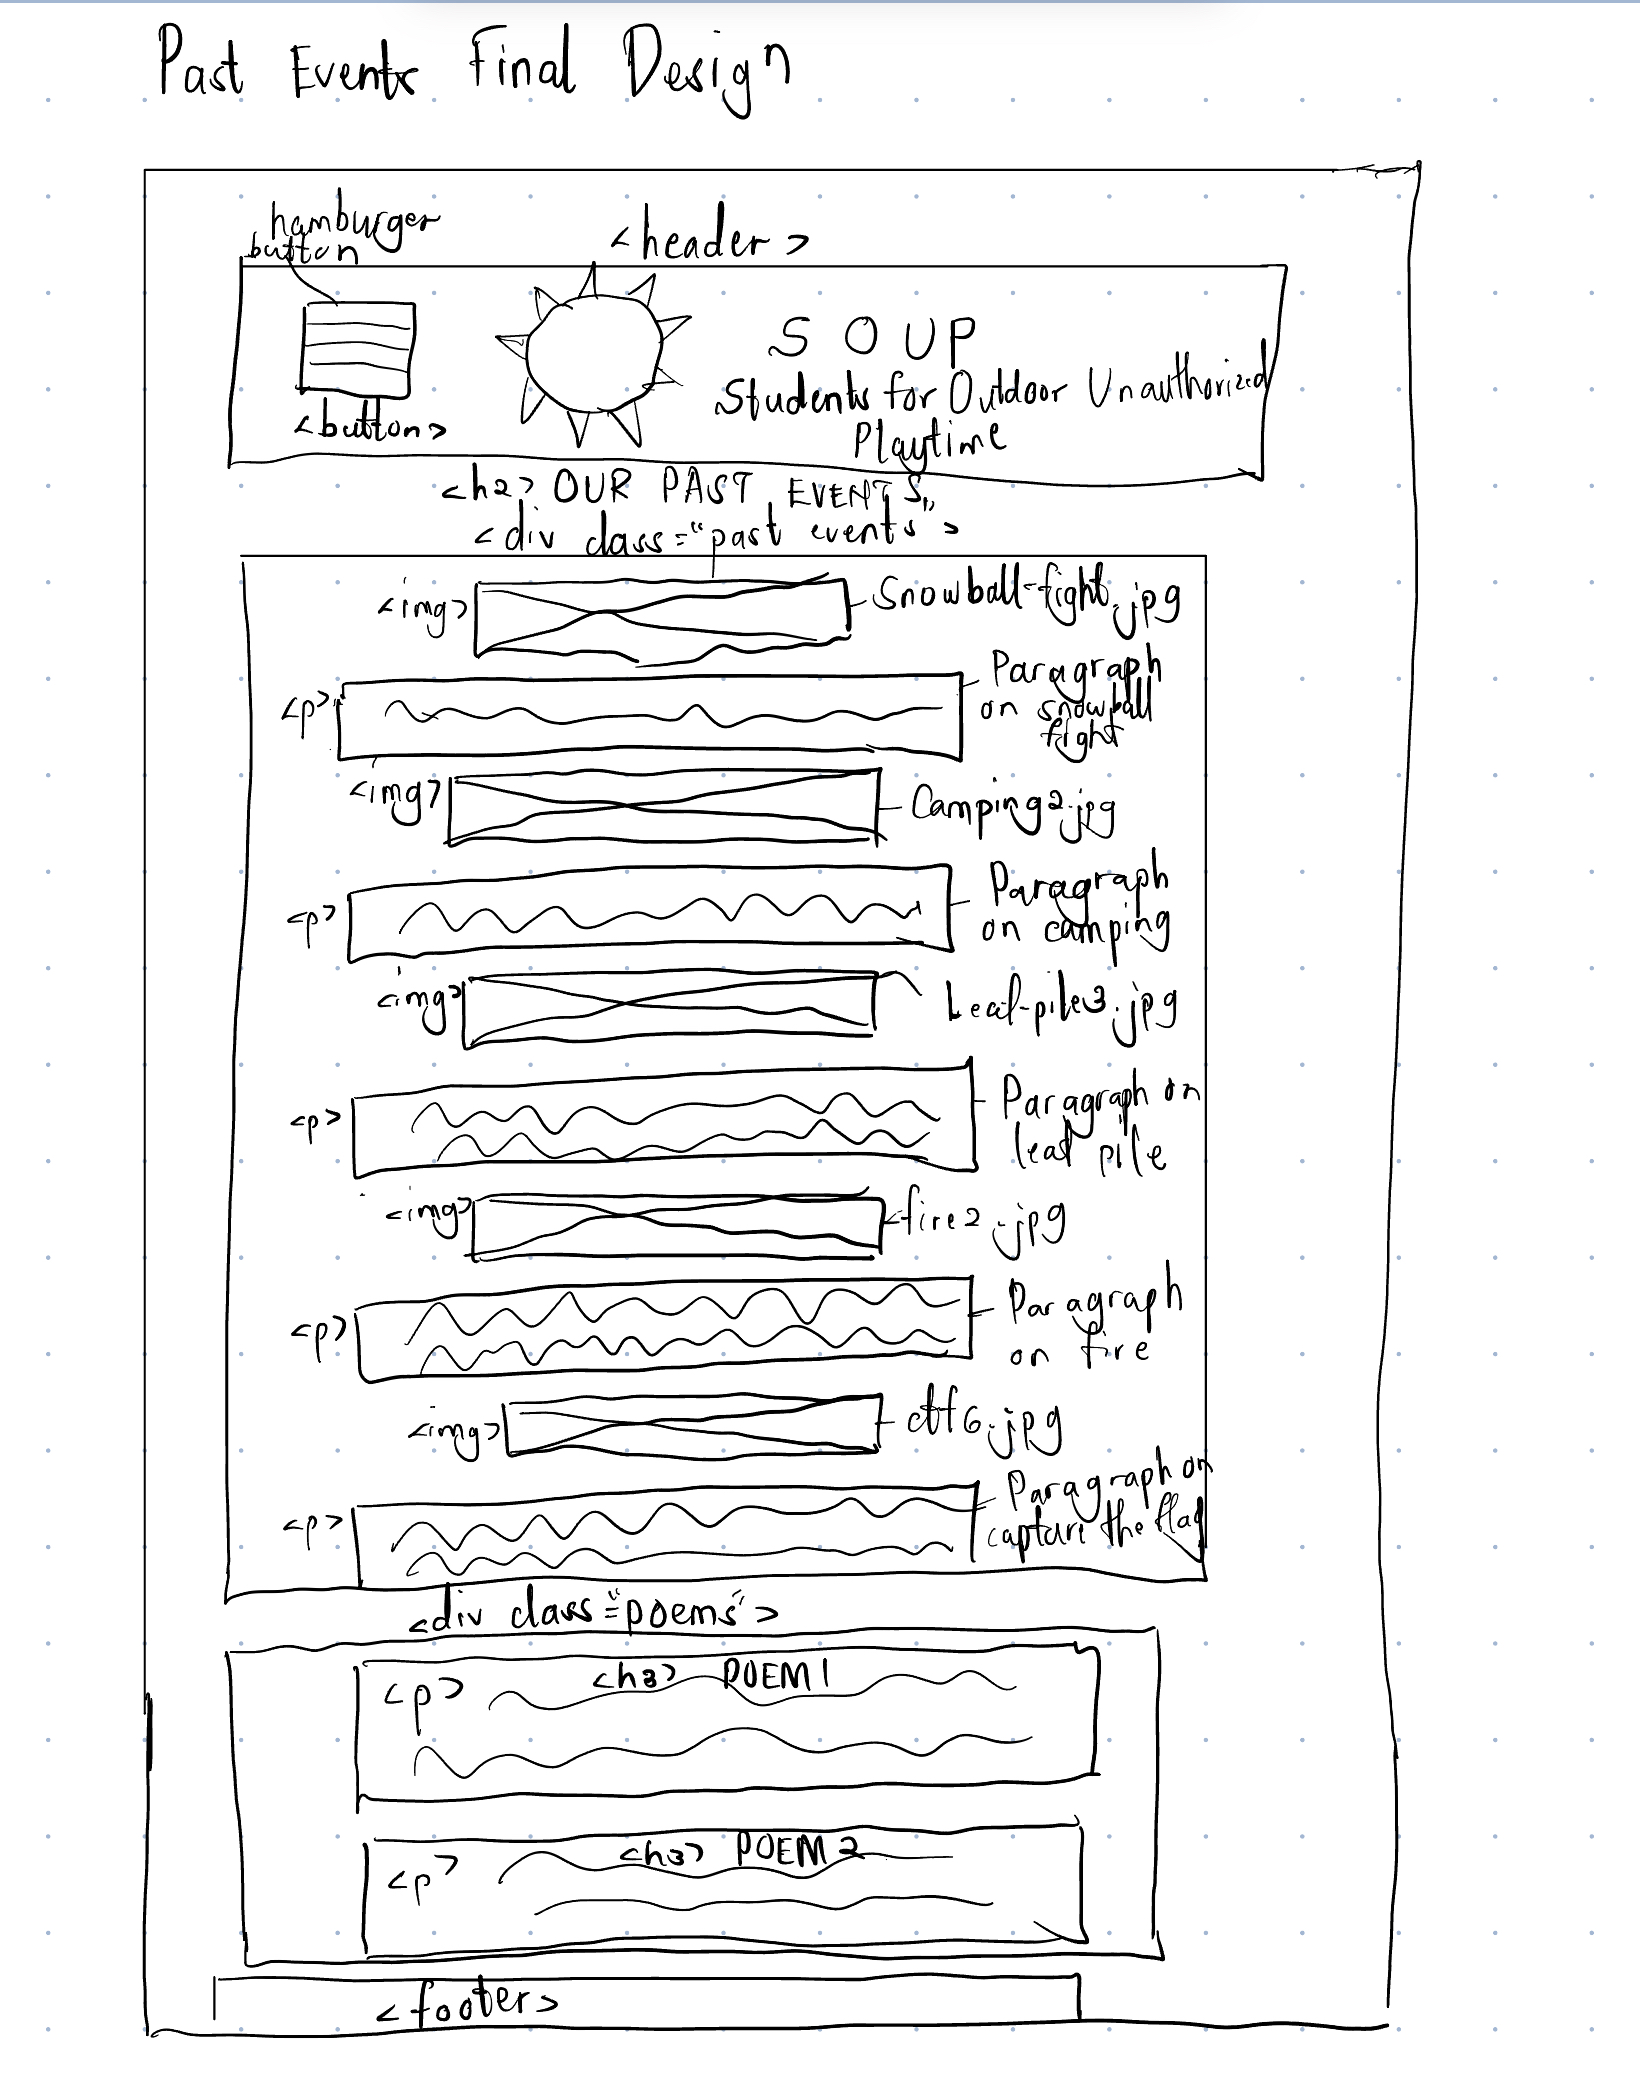 Past Events Final Design
hamburger
button
<header>
<button>
SOUP
Students for Outdoor Unauthorized
Playtime
<h2> OUR PAST EVENTS
<div class="past events">
<img>
Snowball-fight.jpg
<p>
Paragraph
on snowball
fight
<img>
Camping2.jpg
<p>
Paragraph
on camping
<img>
Leaf-pile3.jpg
<p>
Paragraph on
leaf pile
<img>
fire2.jpg
<p>
Paragraph
on fire
<img>
ctf6.jpg
<p>
Paragraph on
capture the flag
<div class="poems">
<h3> POEM 1
<p>
<h3> POEM 2
<p>
<footer>